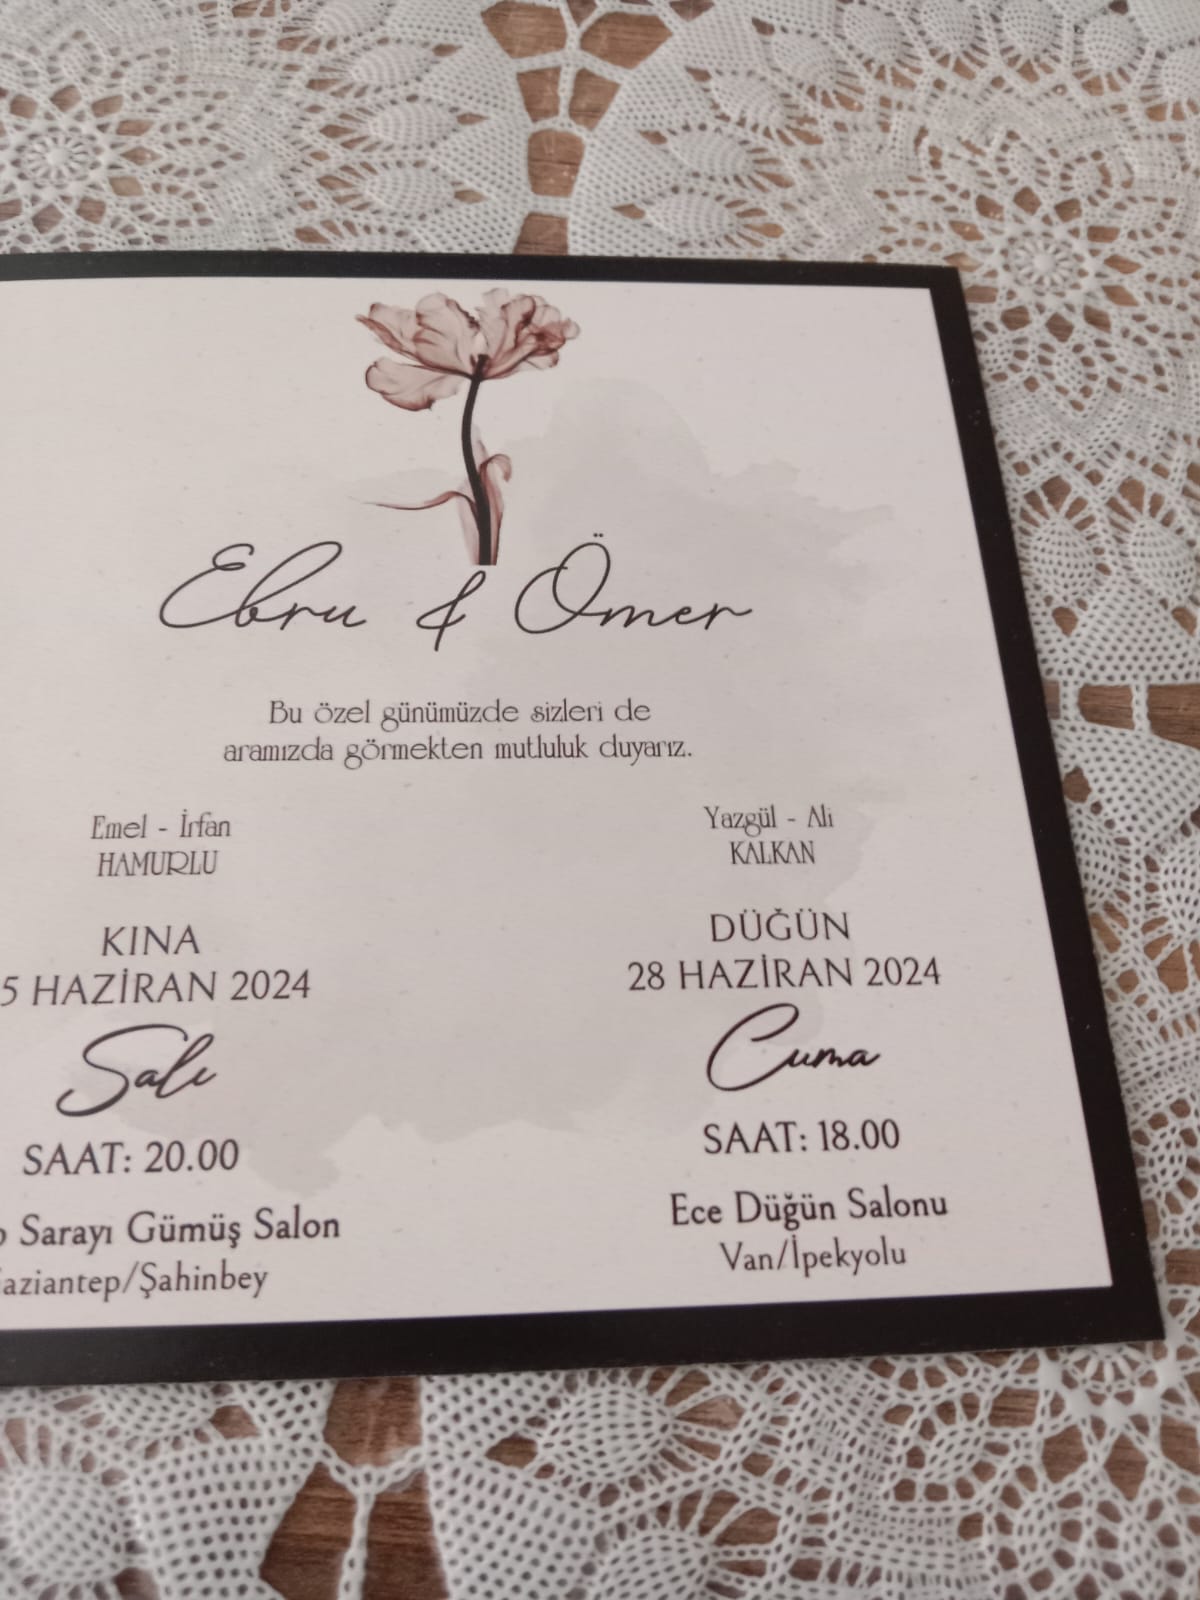 Ebru & Ömer
Bu özel günümüzde sizleri de
aramızda görmekten mutluluk duyarız.
Emel - İrfan
HAMURLU
KINA
5 HAZİRAN 2024
Salı
SAAT: 20.00
Sarayı Gümüş Salon
aziantep/Şahinbey
Yazgül - Ali
KALKAN
DÜĞÜN
28 HAZİRAN 2024
Cuma
SAAT: 18.00
Ece Düğün Salonu
Van/İpekyolu